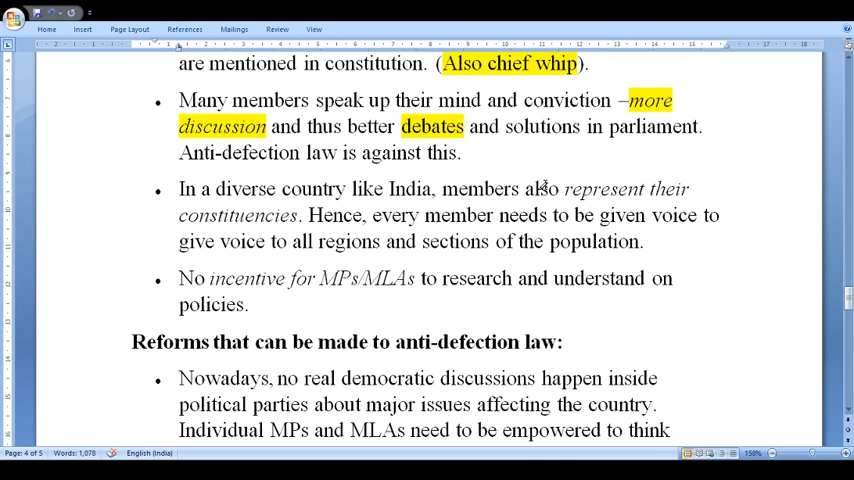 Home Insert Page Layout References Mailings Review View
are mentioned in constitution. (Also chief whip).
• Many members speak up their mind and conviction –more
discussion and thus better debates and solutions in parliament.
Anti-defection law is against this.
• In a diverse country like India, members also represent their
constituencies. Hence, every member needs to be given voice to
give voice to all regions and sections of the population.
• No incentive for MPs/MLAs to research and understand on
policies.
Reforms that can be made to anti-defection law:
• Nowadays, no real democratic discussions happen inside
political parties about major issues affecting the country.
Individual MPs and MLAs need to be empowered to think
Page: 4 of 5 Words: 1,078 English (India) 158%